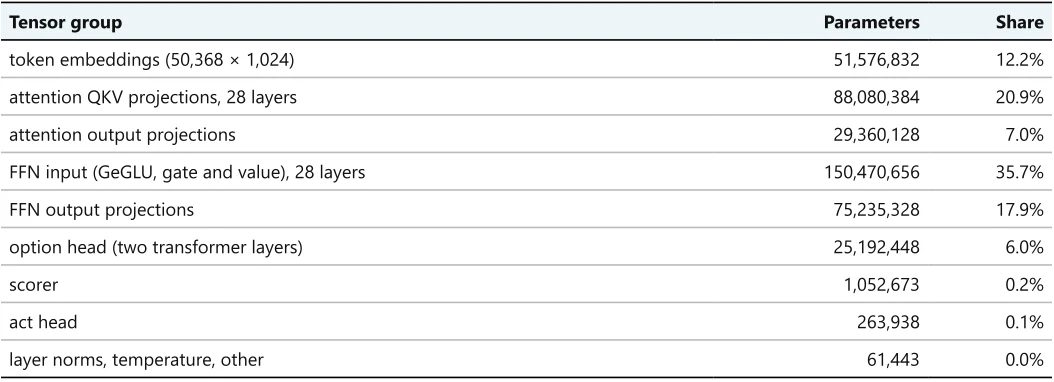 Tensor group Parameters Share
token embeddings (50,368 × 1,024) 51,576,832 12.2%
attention QKV projections, 28 layers 88,080,384 20.9%
attention output projections 29,360,128 7.0%
FFN input (GeGLU, gate and value), 28 layers 150,470,656 35.7%
FFN output projections 75,235,328 17.9%
option head (two transformer layers) 25,192,448 6.0%
scorer 1,052,673 0.2%
act head 263,938 0.1%
layer norms, temperature, other 61,443 0.0%